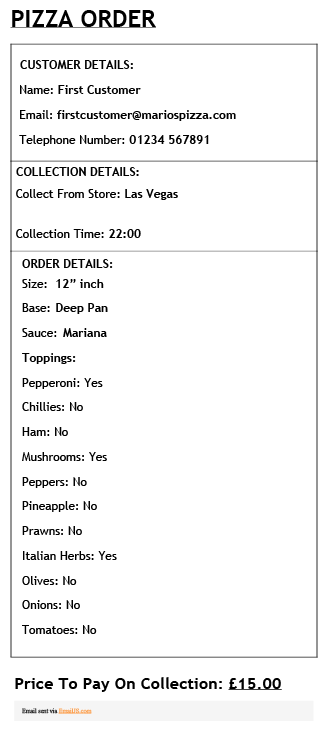 PIZZA ORDER
CUSTOMER DETAILS:
Name: First Customer
Email: firstcustomer@mariospizza.com
Telephone Number: 01234 567891
COLLECTION DETAILS:
Collect From Store: Las Vegas
Collection Time: 22:00
ORDER DETAILS:
Size: 12” inch
Base: Deep Pan
Sauce: Mariana
Toppings:
Pepperoni: Yes
Chillies: No
Ham: No
Mushrooms: Yes
Peppers: No
Pineapple: No
Prawns: No
Italian Herbs: Yes
Olives: No
Onions: No
Tomatoes: No
Price To Pay On Collection: £15.00
Email sent via EmailJS.com